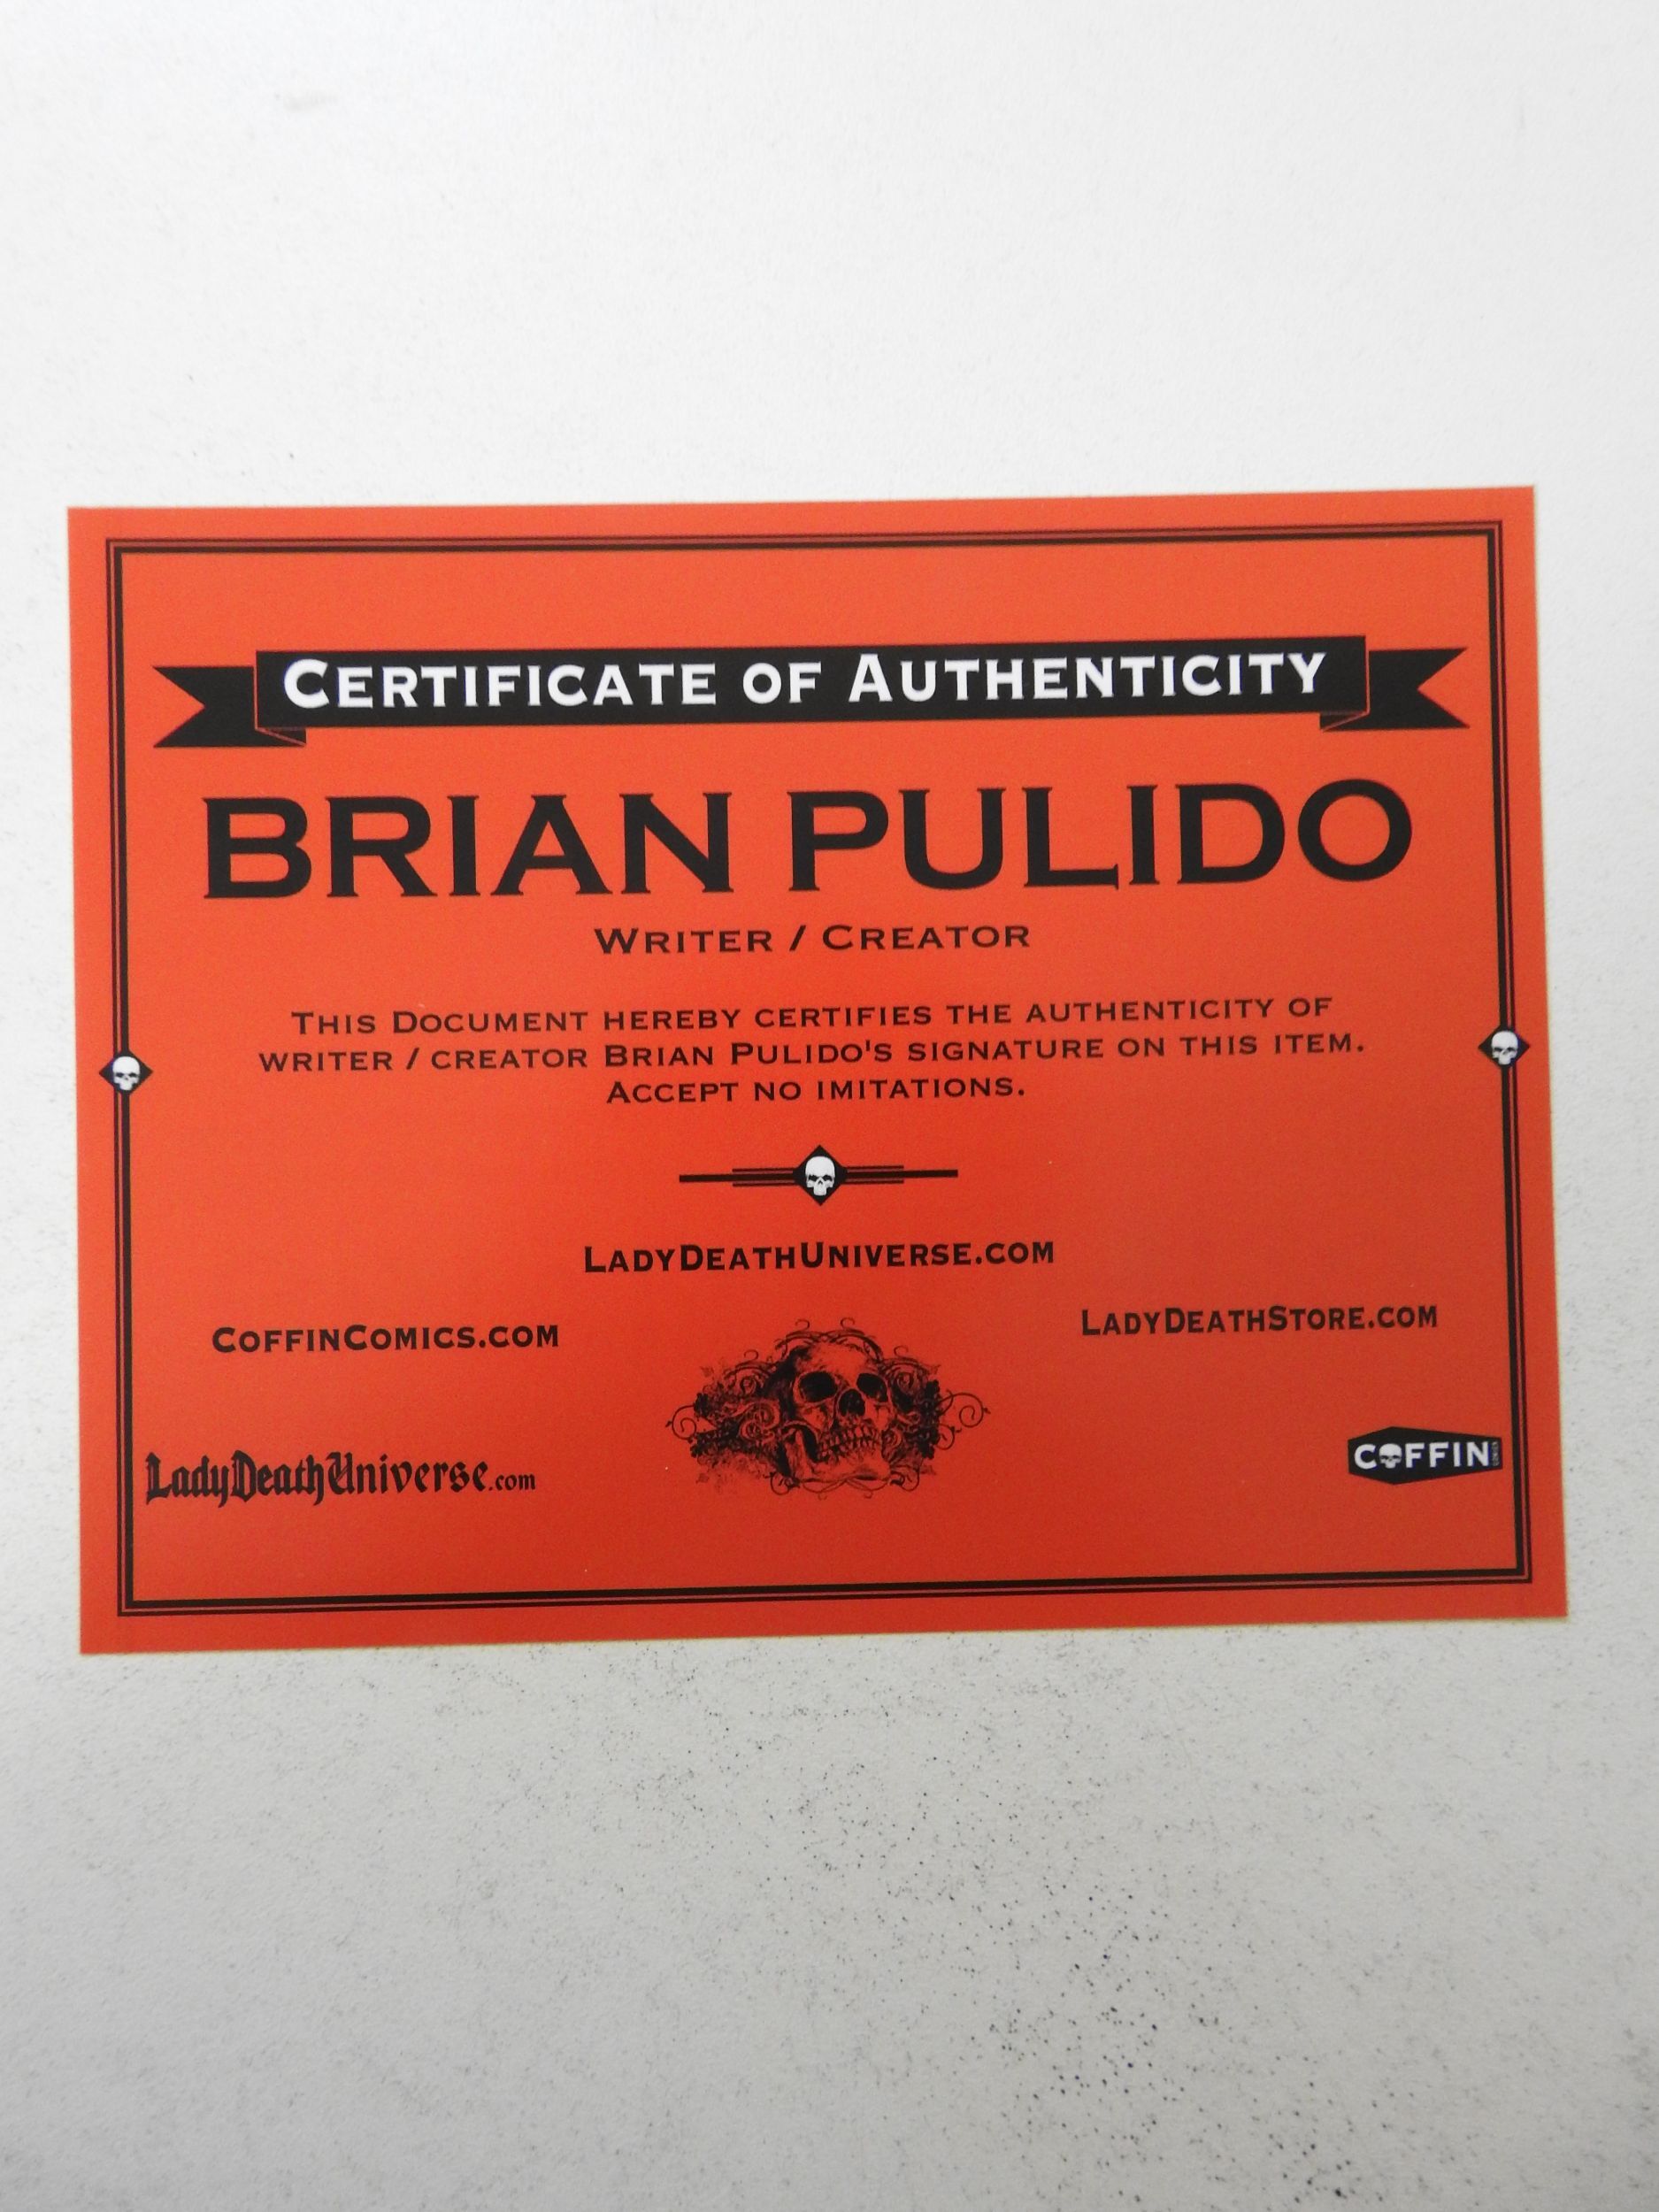 CERTIFICATE OF AUTHENTICITY
BRIAN PULIDO
WRITER / CREATOR
THIS DOCUMENT HEREBY CERTIFIES THE AUTHENTICITY OF
WRITER / CREATOR BRIAN PULIDO'S SIGNATURE ON THIS ITEM.
ACCEPT NO IMITATIONS.
LADYDEATHUNIVERSE.COM
COFFINCOMICS.COM
LADYDEATHSTORE.COM
LadyDeathUniverse.com
COFFIN